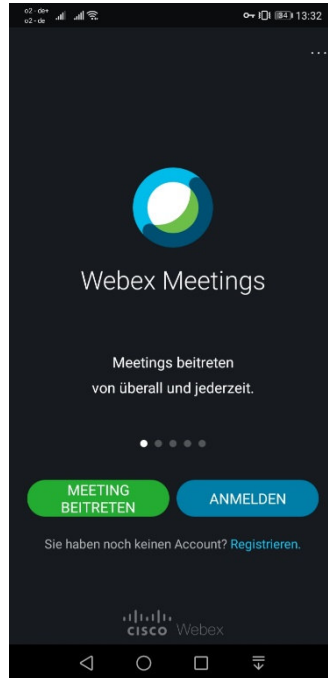 o2 - de+
o2 - de
84 13:32
Webex Meetings
Meetings beitreten
von überall und jederzeit.
MEETING
BEITRETEN
ANMELDEN
Sie haben noch keinen Account? Registrieren.
CISCO Webex